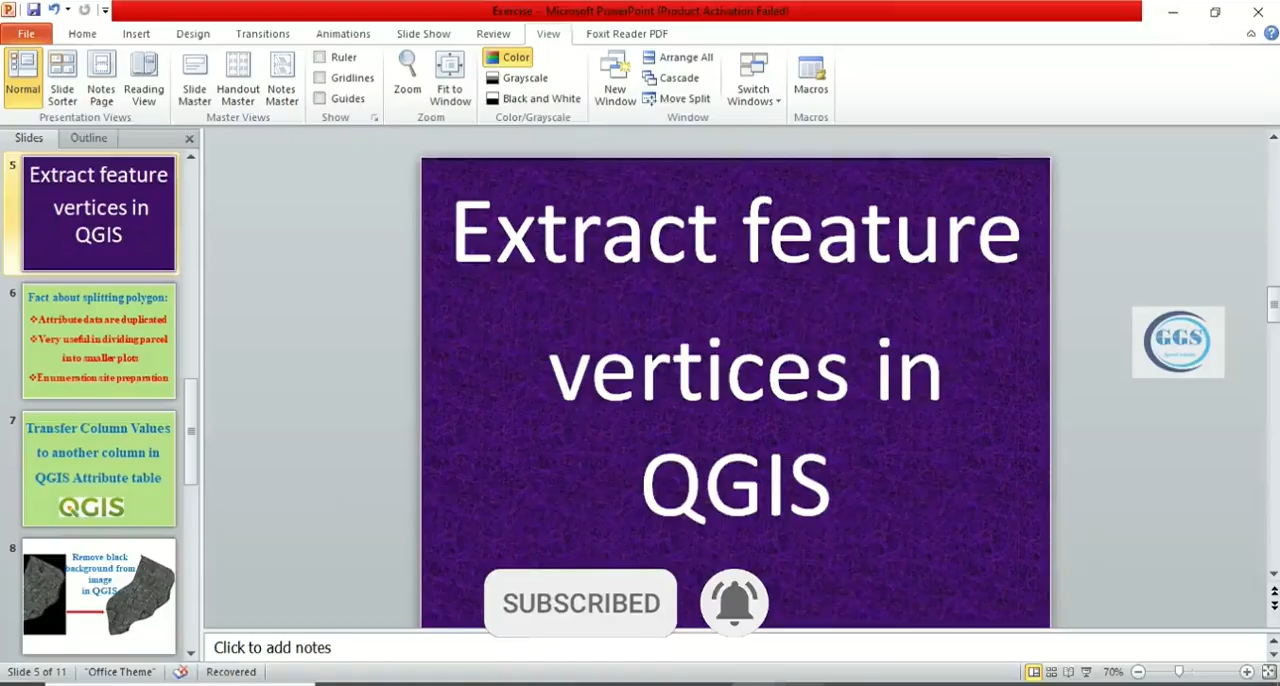 Exercise - Microsoft PowerPoint (Product Activation Failed)
File Home Insert Design Transitions Animations Slide Show Review View Foxit Reader PDF
Normal Slide Sorter Notes Page Reading View
Presentation Views
Slide Master Handout Master Notes Master
Master Views
Ruler
Gridlines
Guides
Show
Zoom Fit to Window
Zoom
Color
Grayscale
Black and White
Color/Grayscale
New Window
Arrange All
Cascade
Move Split
Switch Windows
Window
Macros
Macros
Slides Outline
5
Extract feature
vertices in
QGIS
6
Fact about splitting polygon:
❖Attribute data are duplicated
❖Very useful in dividing parcel
into smaller plots
❖Enumeration site preparation
7
Transfer Column Values
to another column in
QGIS Attribute table
QGIS
8
Remove black
background from
image
in QGIS
Extract feature
vertices in
QGIS
GGS
SUBSCRIBED
Click to add notes
Slide 5 of 11 "Office Theme" Recovered 70%